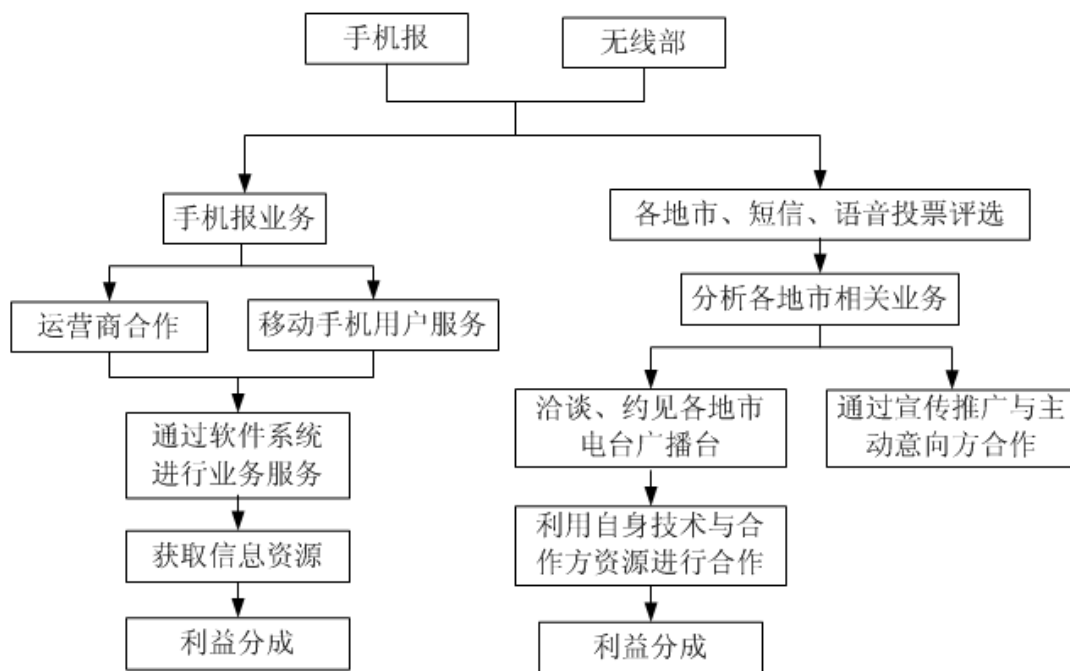 手机报
无线部
手机报业务
各地市、短信、语音投票评选
运营商合作
移动手机用户服务
分析各地市相关业务
通过软件系统
进行业务服务
洽谈、约见各地市
电台广播台
通过宣传推广与主
动意向方合作
获取信息资源
利用自身技术与合
作方资源进行合作
利益分成
利益分成